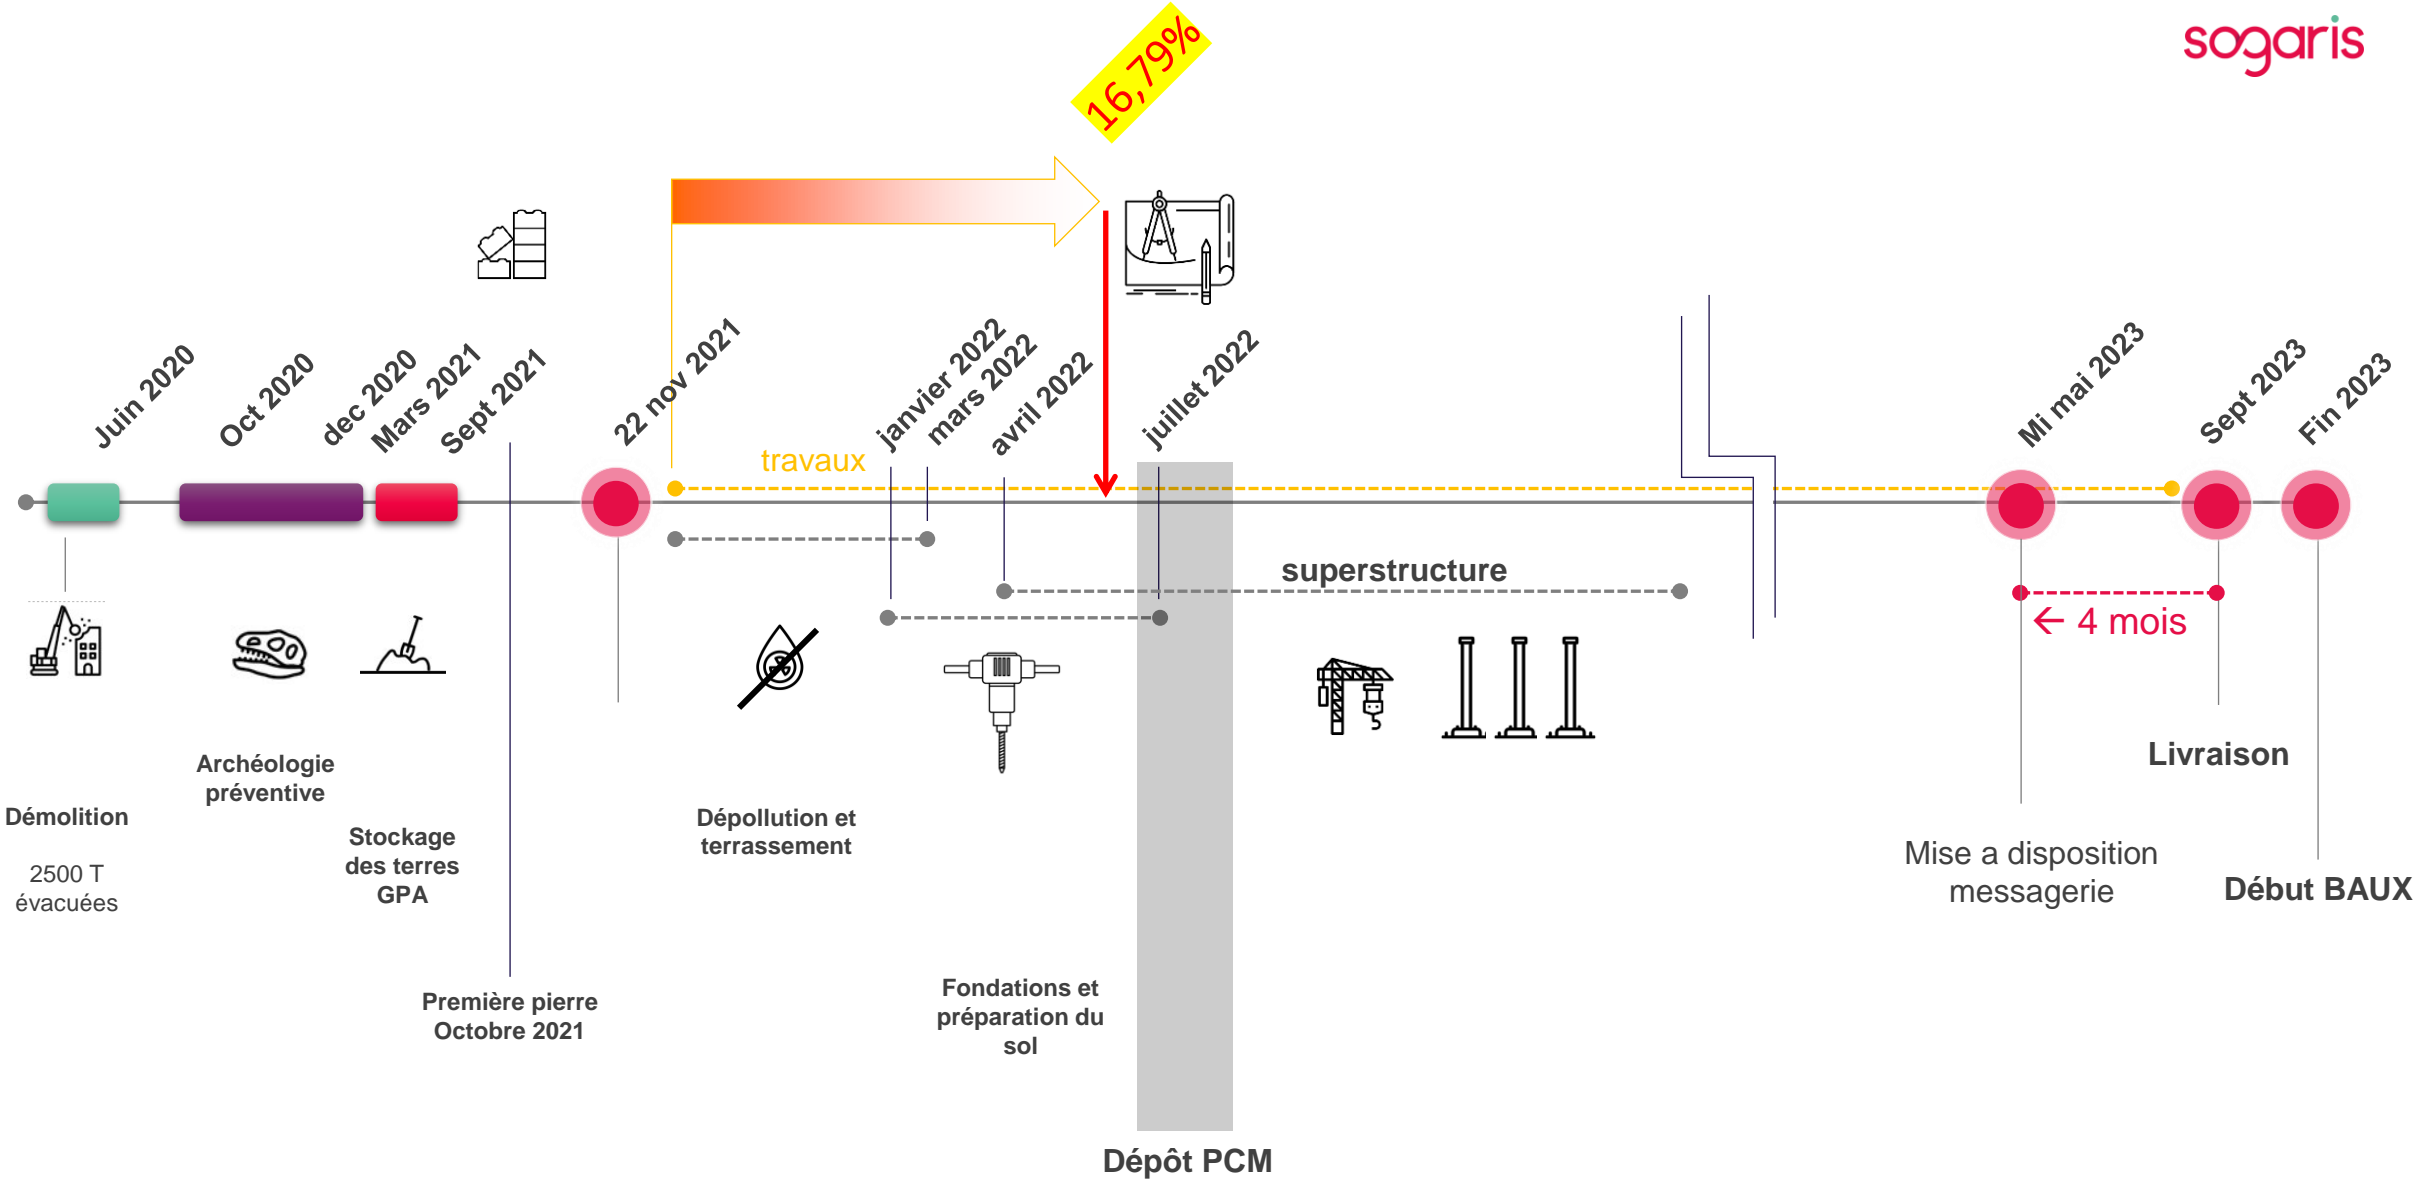 sogaris
16,79%
Juin 2020
Oct 2020
dec 2020
Mars 2021
Sept 2021
22 nov 2021
janvier 2022
mars 2022
avril 2022
juillet 2022
Mi mai 2023
Sept 2023
Fin 2023
travaux
superstructure
← 4 mois
Démolition
2500 T
évacuées
Archéologie
préventive
Stockage
des terres
GPA
Première pierre
Octobre 2021
Dépollution et
terrassement
Fondations et
préparation du
sol
Dépôt PCM
Mise a disposition
messagerie
Livraison
Début BAUX